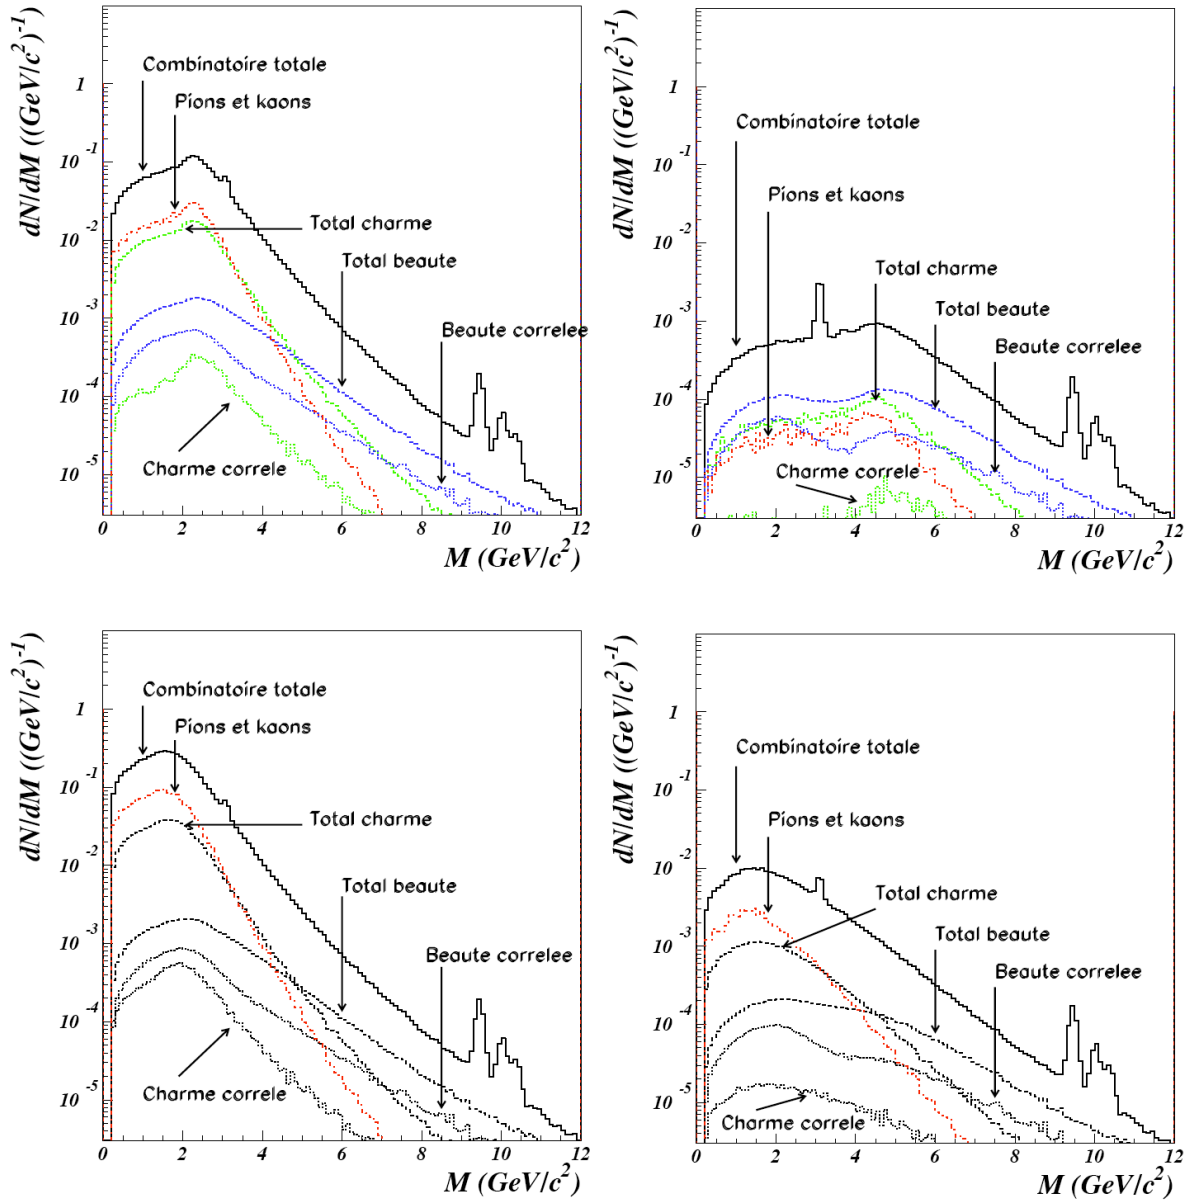 dN/dM ((GeV/c²)⁻¹)
Combinatoire totale
Pions et kaons
Total charme
Total beaute
Beaute correlee
Charme correle
1
10⁻¹
10⁻²
10⁻³
10⁻⁴
10⁻⁵
0 2 4 6 8 10 12
M (GeV/c²)
dN/dM ((GeV/c²)⁻¹)
Combinatoire totale
Pions et kaons
Total charme
Total beaute
Beaute correlee
Charme correle
1
10⁻¹
10⁻²
10⁻³
10⁻⁴
10⁻⁵
0 2 4 6 8 10 12
M (GeV/c²)
dN/dM ((GeV/c²)⁻¹)
Combinatoire totale
Pions et kaons
Total charme
Total beaute
Beaute correlee
Charme correle
1
10⁻¹
10⁻²
10⁻³
10⁻⁴
10⁻⁵
0 2 4 6 8 10 12
M (GeV/c²)
dN/dM ((GeV/c²)⁻¹)
Combinatoire totale
Pions et kaons
Total charme
Total beaute
Beaute correlee
Charme correle
1
10⁻¹
10⁻²
10⁻³
10⁻⁴
10⁻⁵
0 2 4 6 8 10 12
M (GeV/c²)